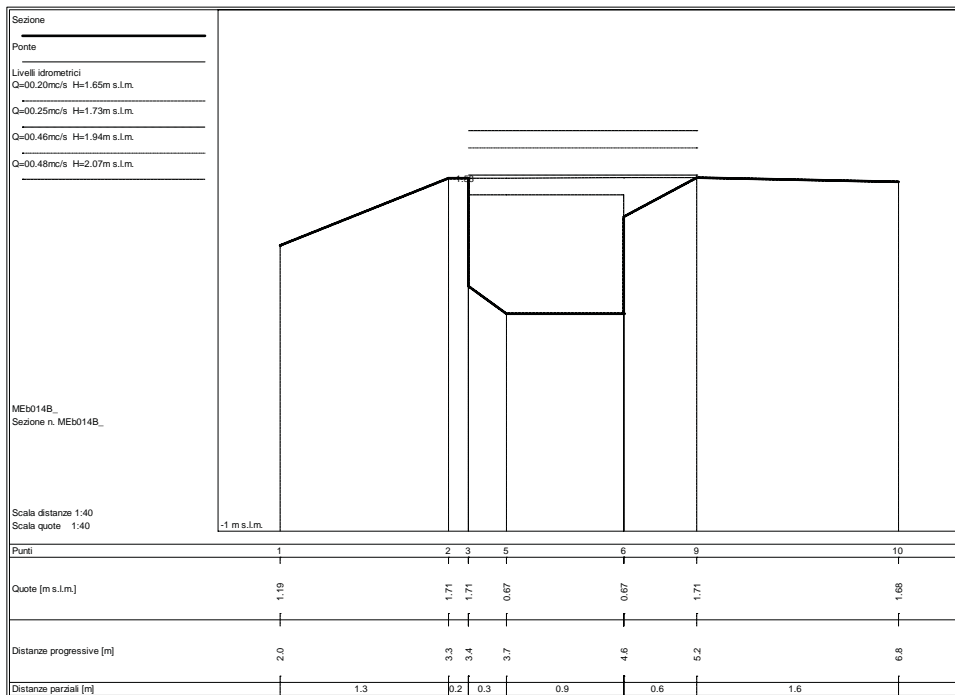 Sezione
Ponte
Livelli idrometrici
Q=00.20mc/s H=1.65m s.l.m.
Q=00.25mc/s H=1.73m s.l.m.
Q=00.46mc/s H=1.94m s.l.m.
Q=00.48mc/s H=2.07m s.l.m.
MEb014B_
Sezione n. MEb014B_
Scala distanze 1:40
Scala quote 1:40
-1 m s.l.m.
Punti 1 2 3 5 6 9 10
Quote [m s.l.m.] 1.19 1.71 1.71 0.67 0.67 1.71 1.68
Distanze progressive [m] 2.0 3.3 3.4 3.7 4.6 5.2 6.8
Distanze parziali [m] 1.3 0.2 0.3 0.9 0.6 1.6